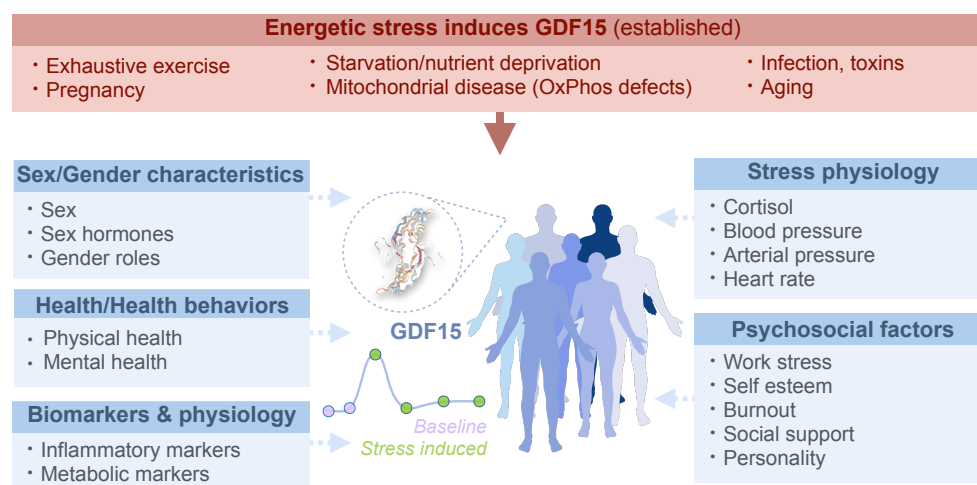 Energetic stress induces GDF15 (established)
· Exhaustive exercise
· Pregnancy
· Starvation/nutrient deprivation
· Mitochondrial disease (OxPhos defects)
· Infection, toxins
· Aging
Sex/Gender characteristics
· Sex
· Sex hormones
· Gender roles
Health/Health behaviors
· Physical health
· Mental health
Biomarkers & physiology
· Inflammatory markers
· Metabolic markers
GDF15
Baseline
Stress induced
Stress physiology
· Cortisol
· Blood pressure
· Arterial pressure
· Heart rate
Psychosocial factors
· Work stress
· Self esteem
· Burnout
· Social support
· Personality